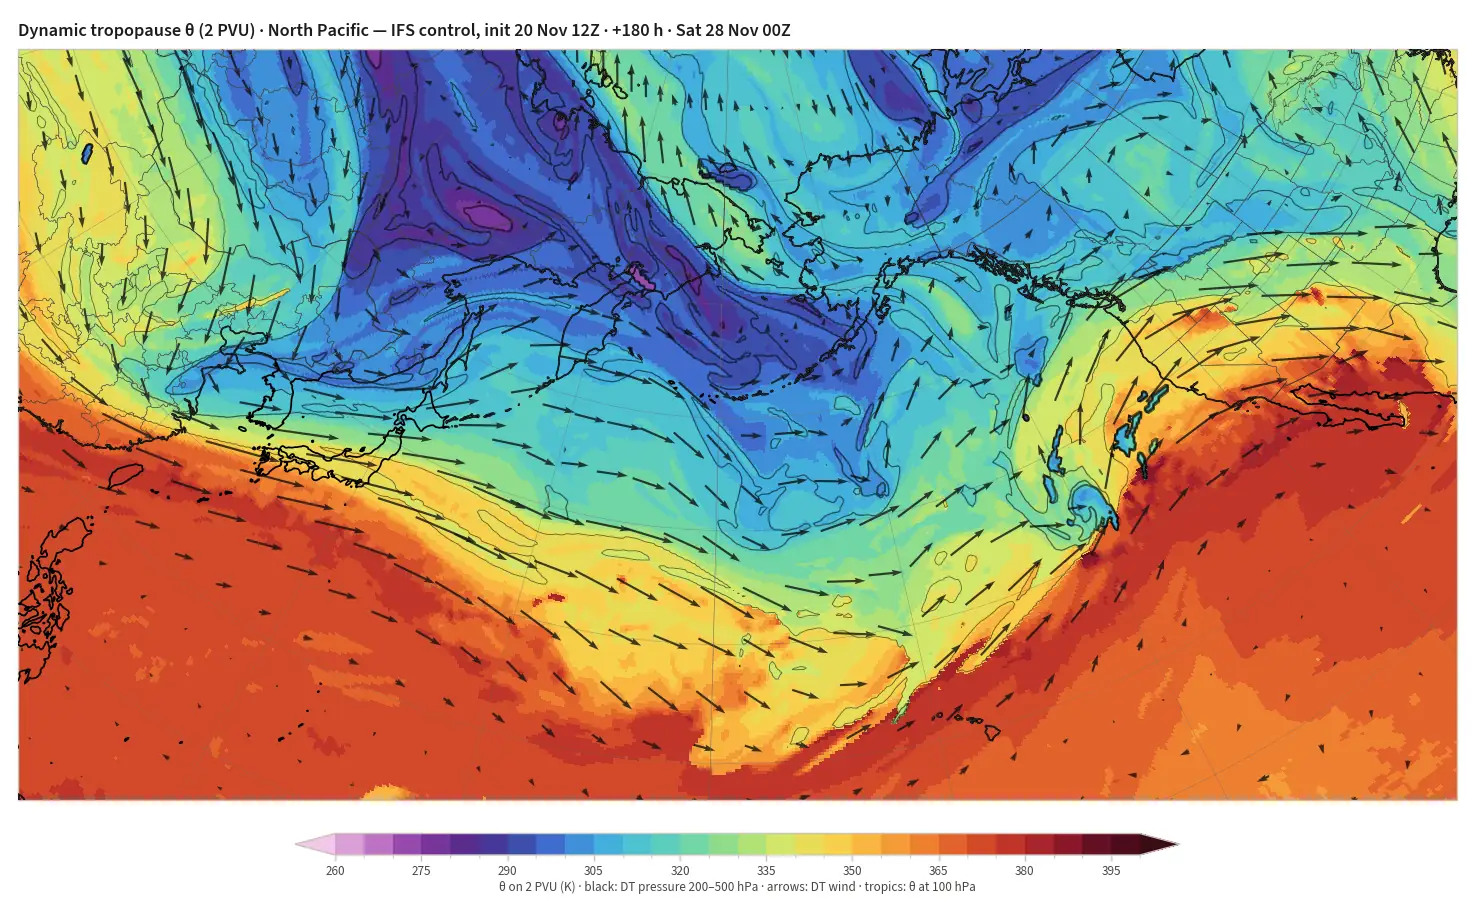 Dynamic tropopause θ (2 PVU) · North Pacific — IFS control, init 20 Nov 12Z · +180 h · Sat 28 Nov 00Z
260 275 290 305 320 335 350 365 380 395
θ on 2 PVU (K) · black: DT pressure 200–500 hPa · arrows: DT wind · tropics: θ at 100 hPa